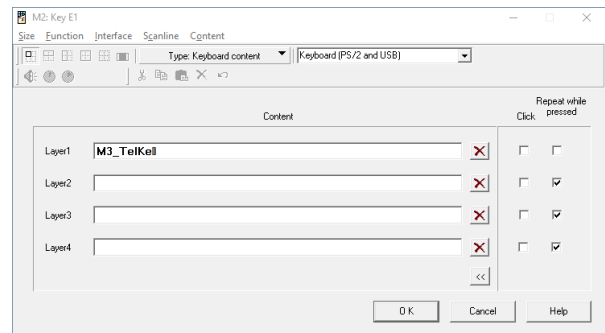 M2: Key E1
Size Function Interface Scanline Content
Type: Keyboard content Keyboard (PS/2 and USB)
Content Click Repeat while pressed
Layer1 M3_TelKell
Layer2
Layer3
Layer4
<<
OK Cancel Help